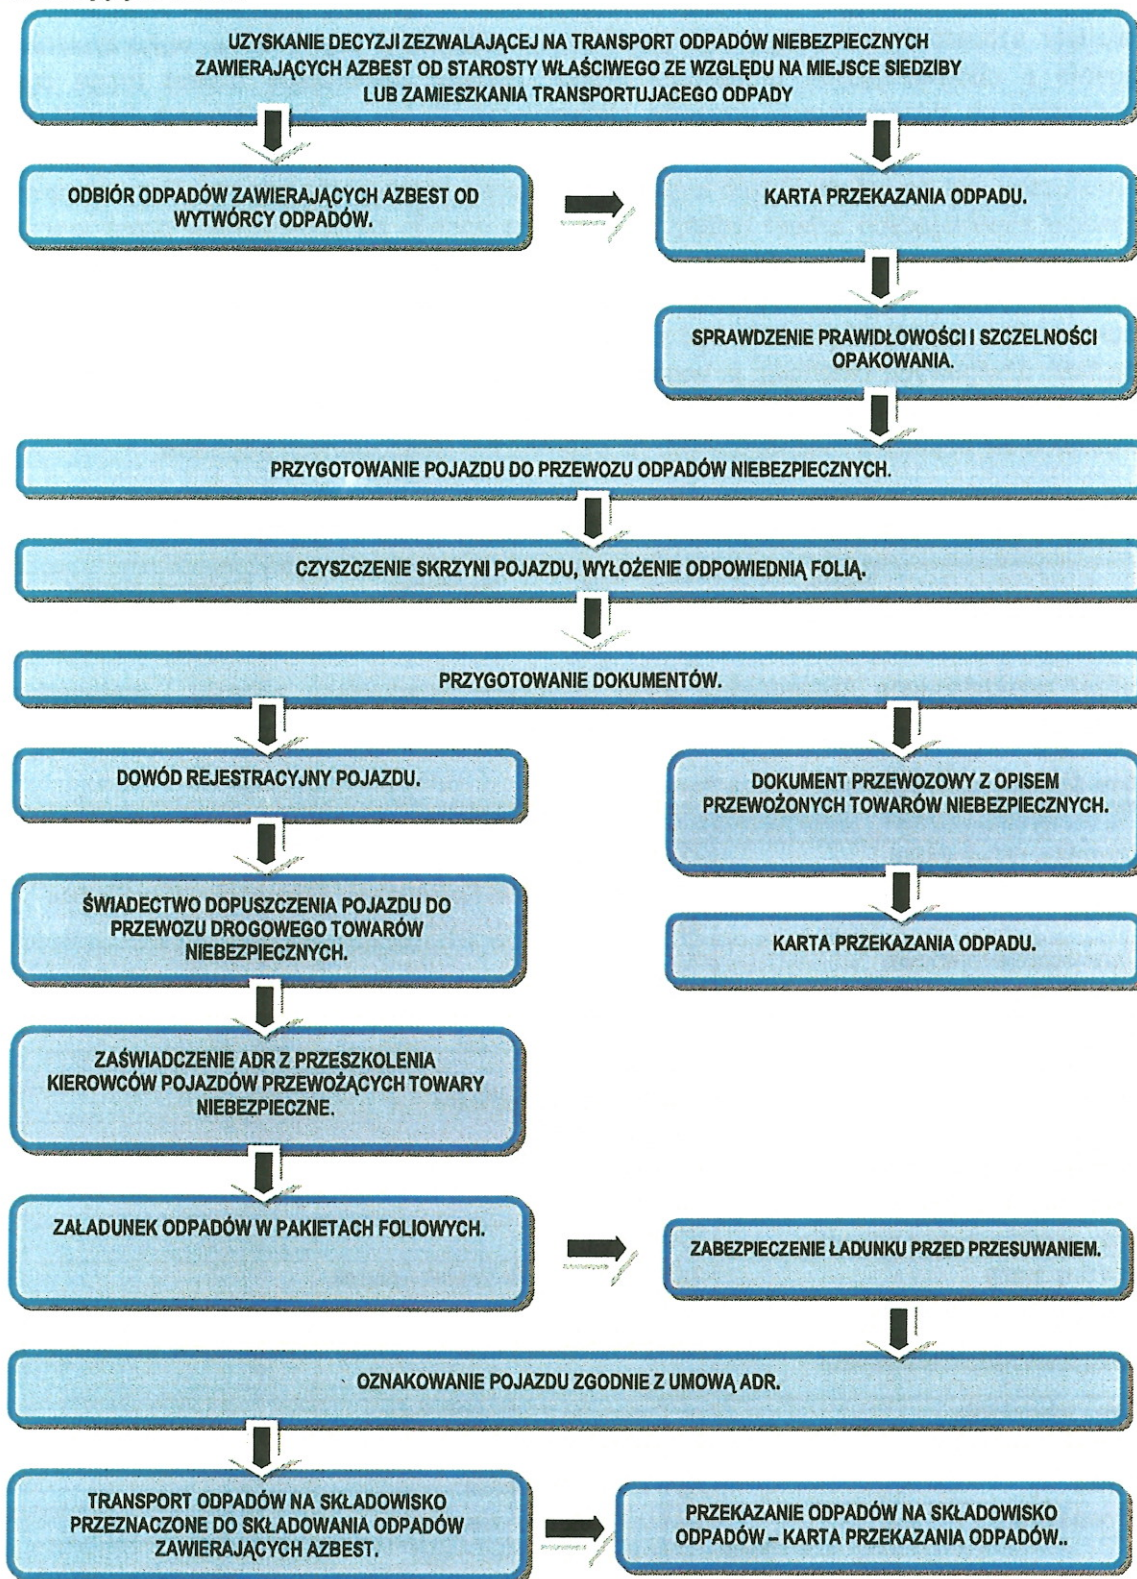 UZYSKANIE DECYZJI ZEZWALAJĄCEJ NA TRANSPORT ODPADÓW NIEBEZPIECZNYCH
ZAWIERAJĄCYCH AZBEST OD STAROSTY WŁAŚCIWEGO ZE WZGLĘDU NA MIEJSCE SIEDZIBY
LUB ZAMIESZKANIA TRANSPORTUJACEGO ODPADY
ODBIÓR ODPADÓW ZAWIERAJĄCYCH AZBEST OD
WYTWÓRCY ODPADÓW.
KARTA PRZEKAZANIA ODPADU.
SPRAWDZENIE PRAWIDŁOWOŚCI I SZCZELNOŚCI
OPAKOWANIA.
PRZYGOTOWANIE POJAZDU DO PRZEWOZU ODPADÓW NIEBEZPIECZNYCH.
CZYSZCZENIE SKRZYNI POJAZDU, WYŁOŻENIE ODPOWIEDNIĄ FOLIĄ.
PRZYGOTOWANIE DOKUMENTÓW.
DOWÓD REJESTRACYJNY POJAZDU.
DOKUMENT PRZEWOZOWY Z OPISEM
PRZEWOŻONYCH TOWARÓW NIEBEZPIECZNYCH.
ŚWIADECTWO DOPUSZCZENIA POJAZDU DO
PRZEWOZU DROGOWEGO TOWARÓW
NIEBEZPIECZNYCH.
KARTA PRZEKAZANIA ODPADU.
ZAŚWIADCZENIE ADR Z PRZESZKOLENIA
KIEROWCÓW POJAZDÓW PRZEWOŻĄCYCH TOWARY
NIEBEZPIECZNE.
ZAŁADUNEK ODPADÓW W PAKIETACH FOLIOWYCH.
ZABEZPIECZENIE ŁADUNKU PRZED PRZESUWANIEM.
OZNAKOWANIE POJAZDU ZGODNIE Z UMOWĄ ADR.
TRANSPORT ODPADÓW NA SKŁADOWISKO
PRZEZNACZONE DO SKŁADOWANIA ODPADÓW
ZAWIERAJĄCYCH AZBEST.
PRZEKAZANIE ODPADÓW NA SKŁADOWISKO
ODPADÓW – KARTA PRZEKAZANIA ODPADÓW..